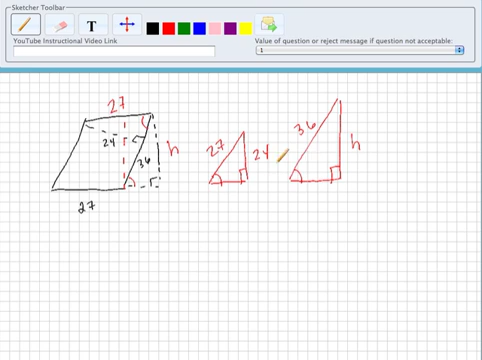 Sketcher Toolbar
T
YouTube Instructional Video Link
Value of question or reject message if question not acceptable:
1
27
24
36
h
27
27
24
36
h